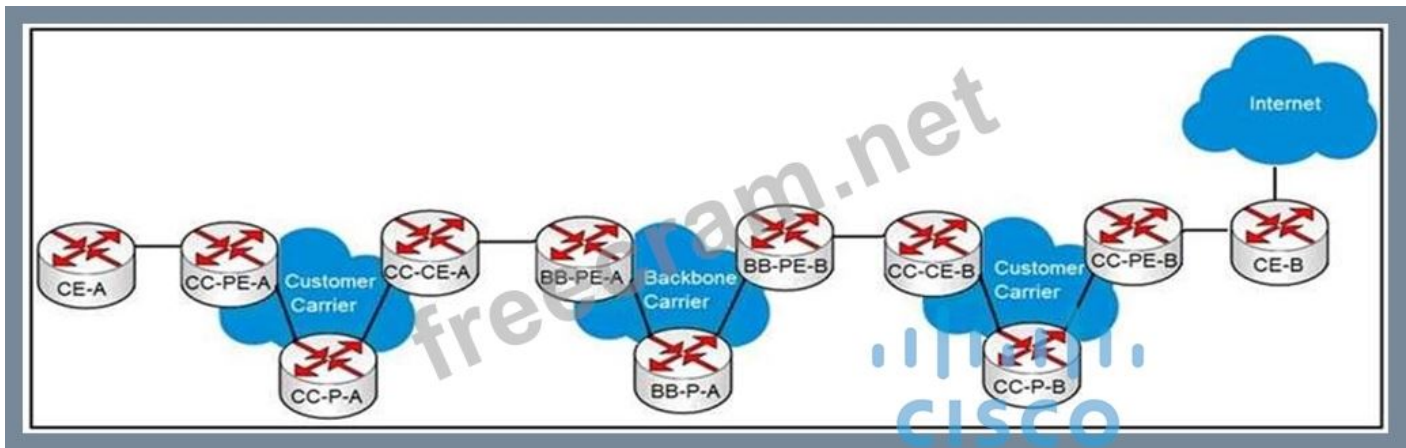 Internet
CE-A
CC-PE-A
Customer
Carrier
CC-P-A
CC-CE-A
BB-PE-A
Backbone
Carrier
BB-P-A
BB-PE-B
CC-CE-B
Customer
Carrier
CC-P-B
CC-PE-B
CE-B
freecram.net
CISCO